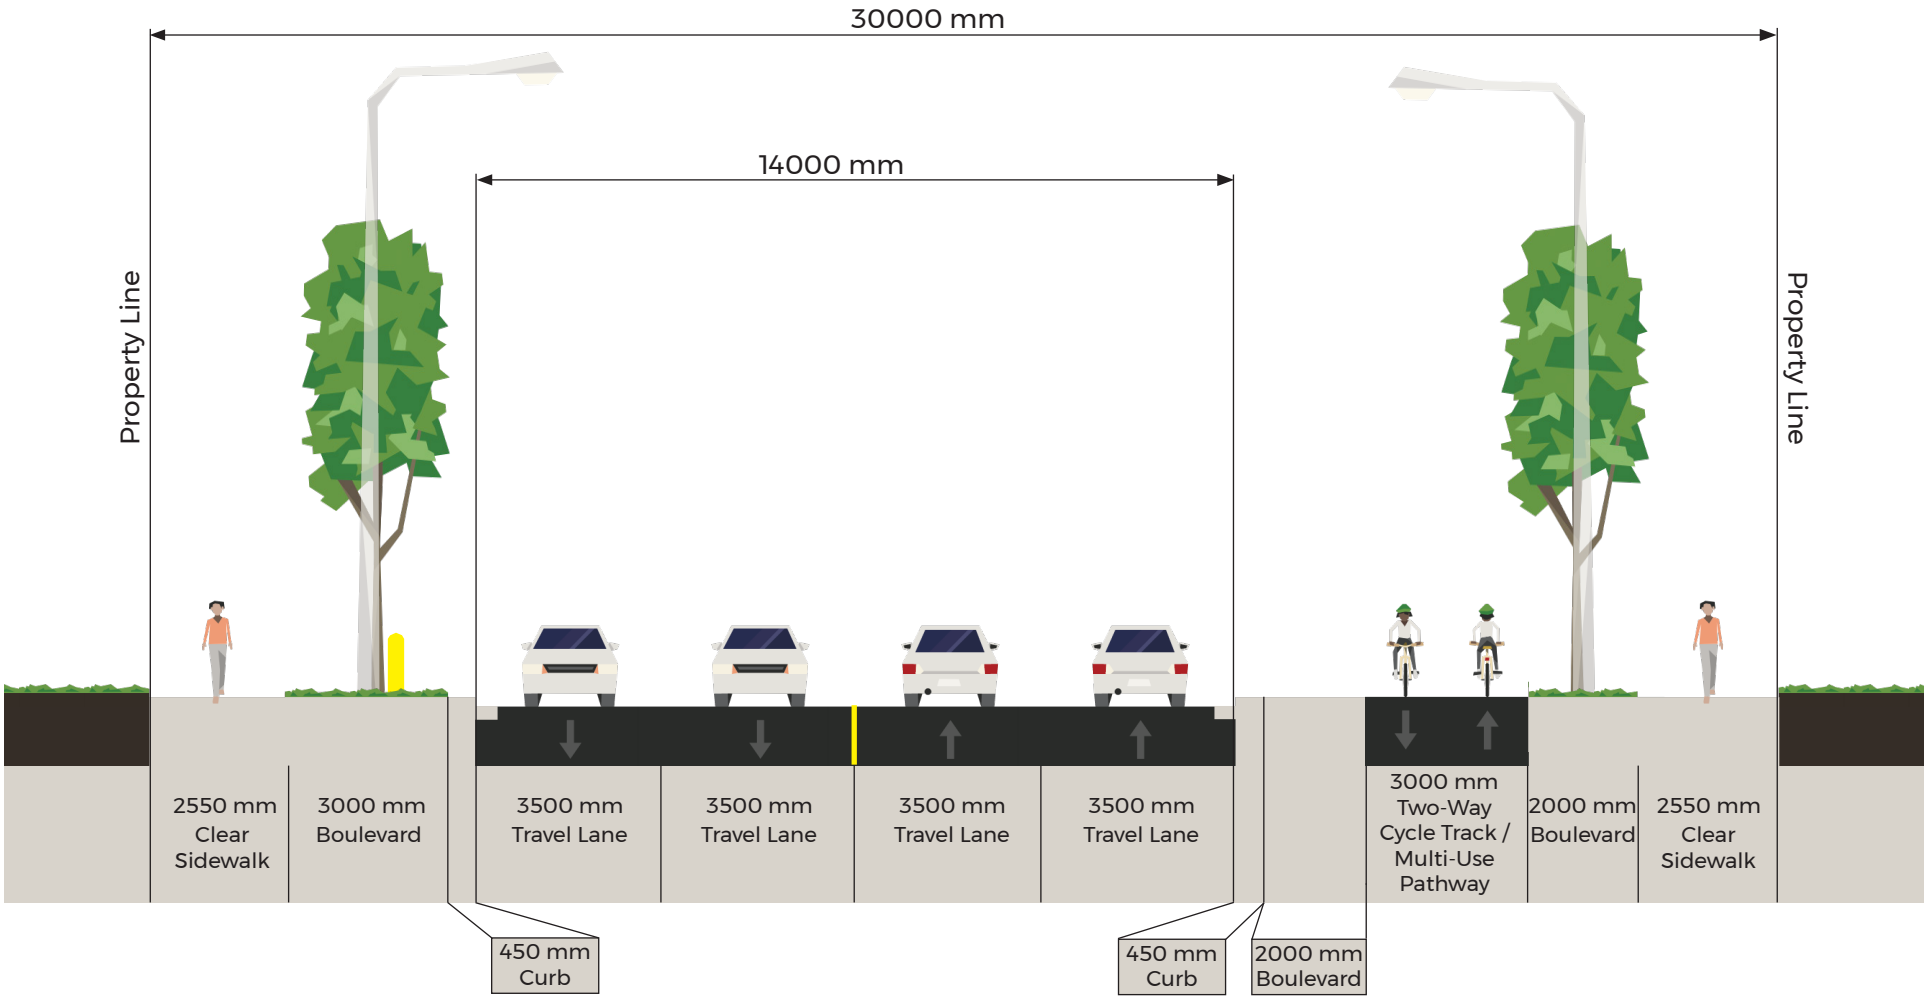 30000 mm
14000 mm
Property Line
Property Line
2550 mm
Clear
Sidewalk
3000 mm
Boulevard
3500 mm
Travel Lane
3500 mm
Travel Lane
3500 mm
Travel Lane
3500 mm
Travel Lane
3000 mm
Two-Way
Cycle Track /
Multi-Use
Pathway
2000 mm
Boulevard
2550 mm
Clear
Sidewalk
450 mm
Curb
450 mm
Curb
2000 mm
Boulevard